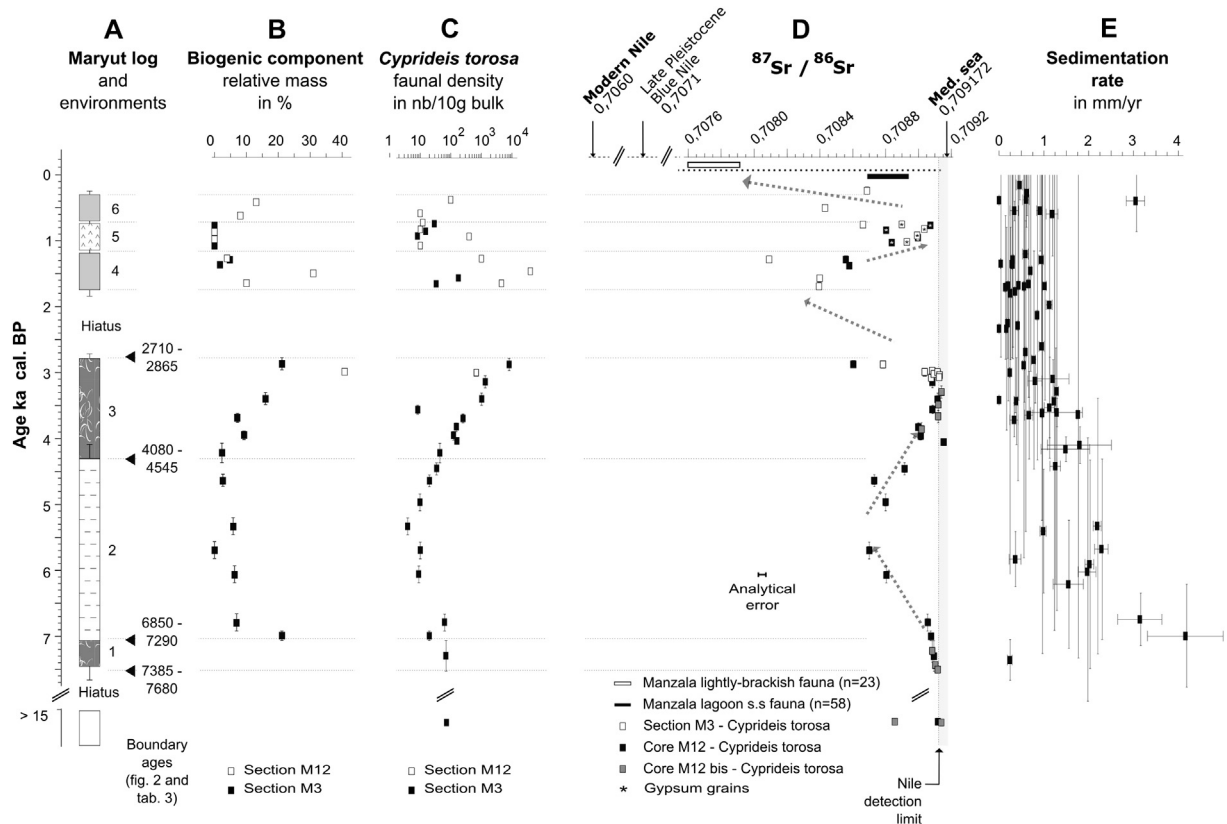 A
Maryut log
and
environments
B
Biogenic component
relative mass
in %
C
Cyprideis torosa
faunal density
in nb/10g bulk
D
87Sr / 86Sr
Modern Nile
0,7060
Late Pleistocene
Blue Nile
0,7071
Med. sea
0,709172
E
Sedimentation
rate
in mm/yr
0 10 20 30 40
1 10 10² 10³ 10⁴
0,7076 0,7080 0,7084 0,7088 0,7092
0 1 2 3 4
Age ka cal. BP
0
1
2
3
4
5
6
7
> 15
6
5
4
Hiatus
3
2
1
Hiatus
2710 -
2865
4080 -
4545
6850 -
7290
7385 -
7680
Boundary
ages
(fig. 2 and
tab. 3)
Section M12
Section M3
Section M12
Section M3
Analytical
error
Manzala lightly-brackish fauna (n=23)
Manzala lagoon s.s fauna (n=58)
Section M3 - Cyprideis torosa
Core M12 - Cyprideis torosa
Core M12 bis - Cyprideis torosa
* Gypsum grains
Nile
detection
limit